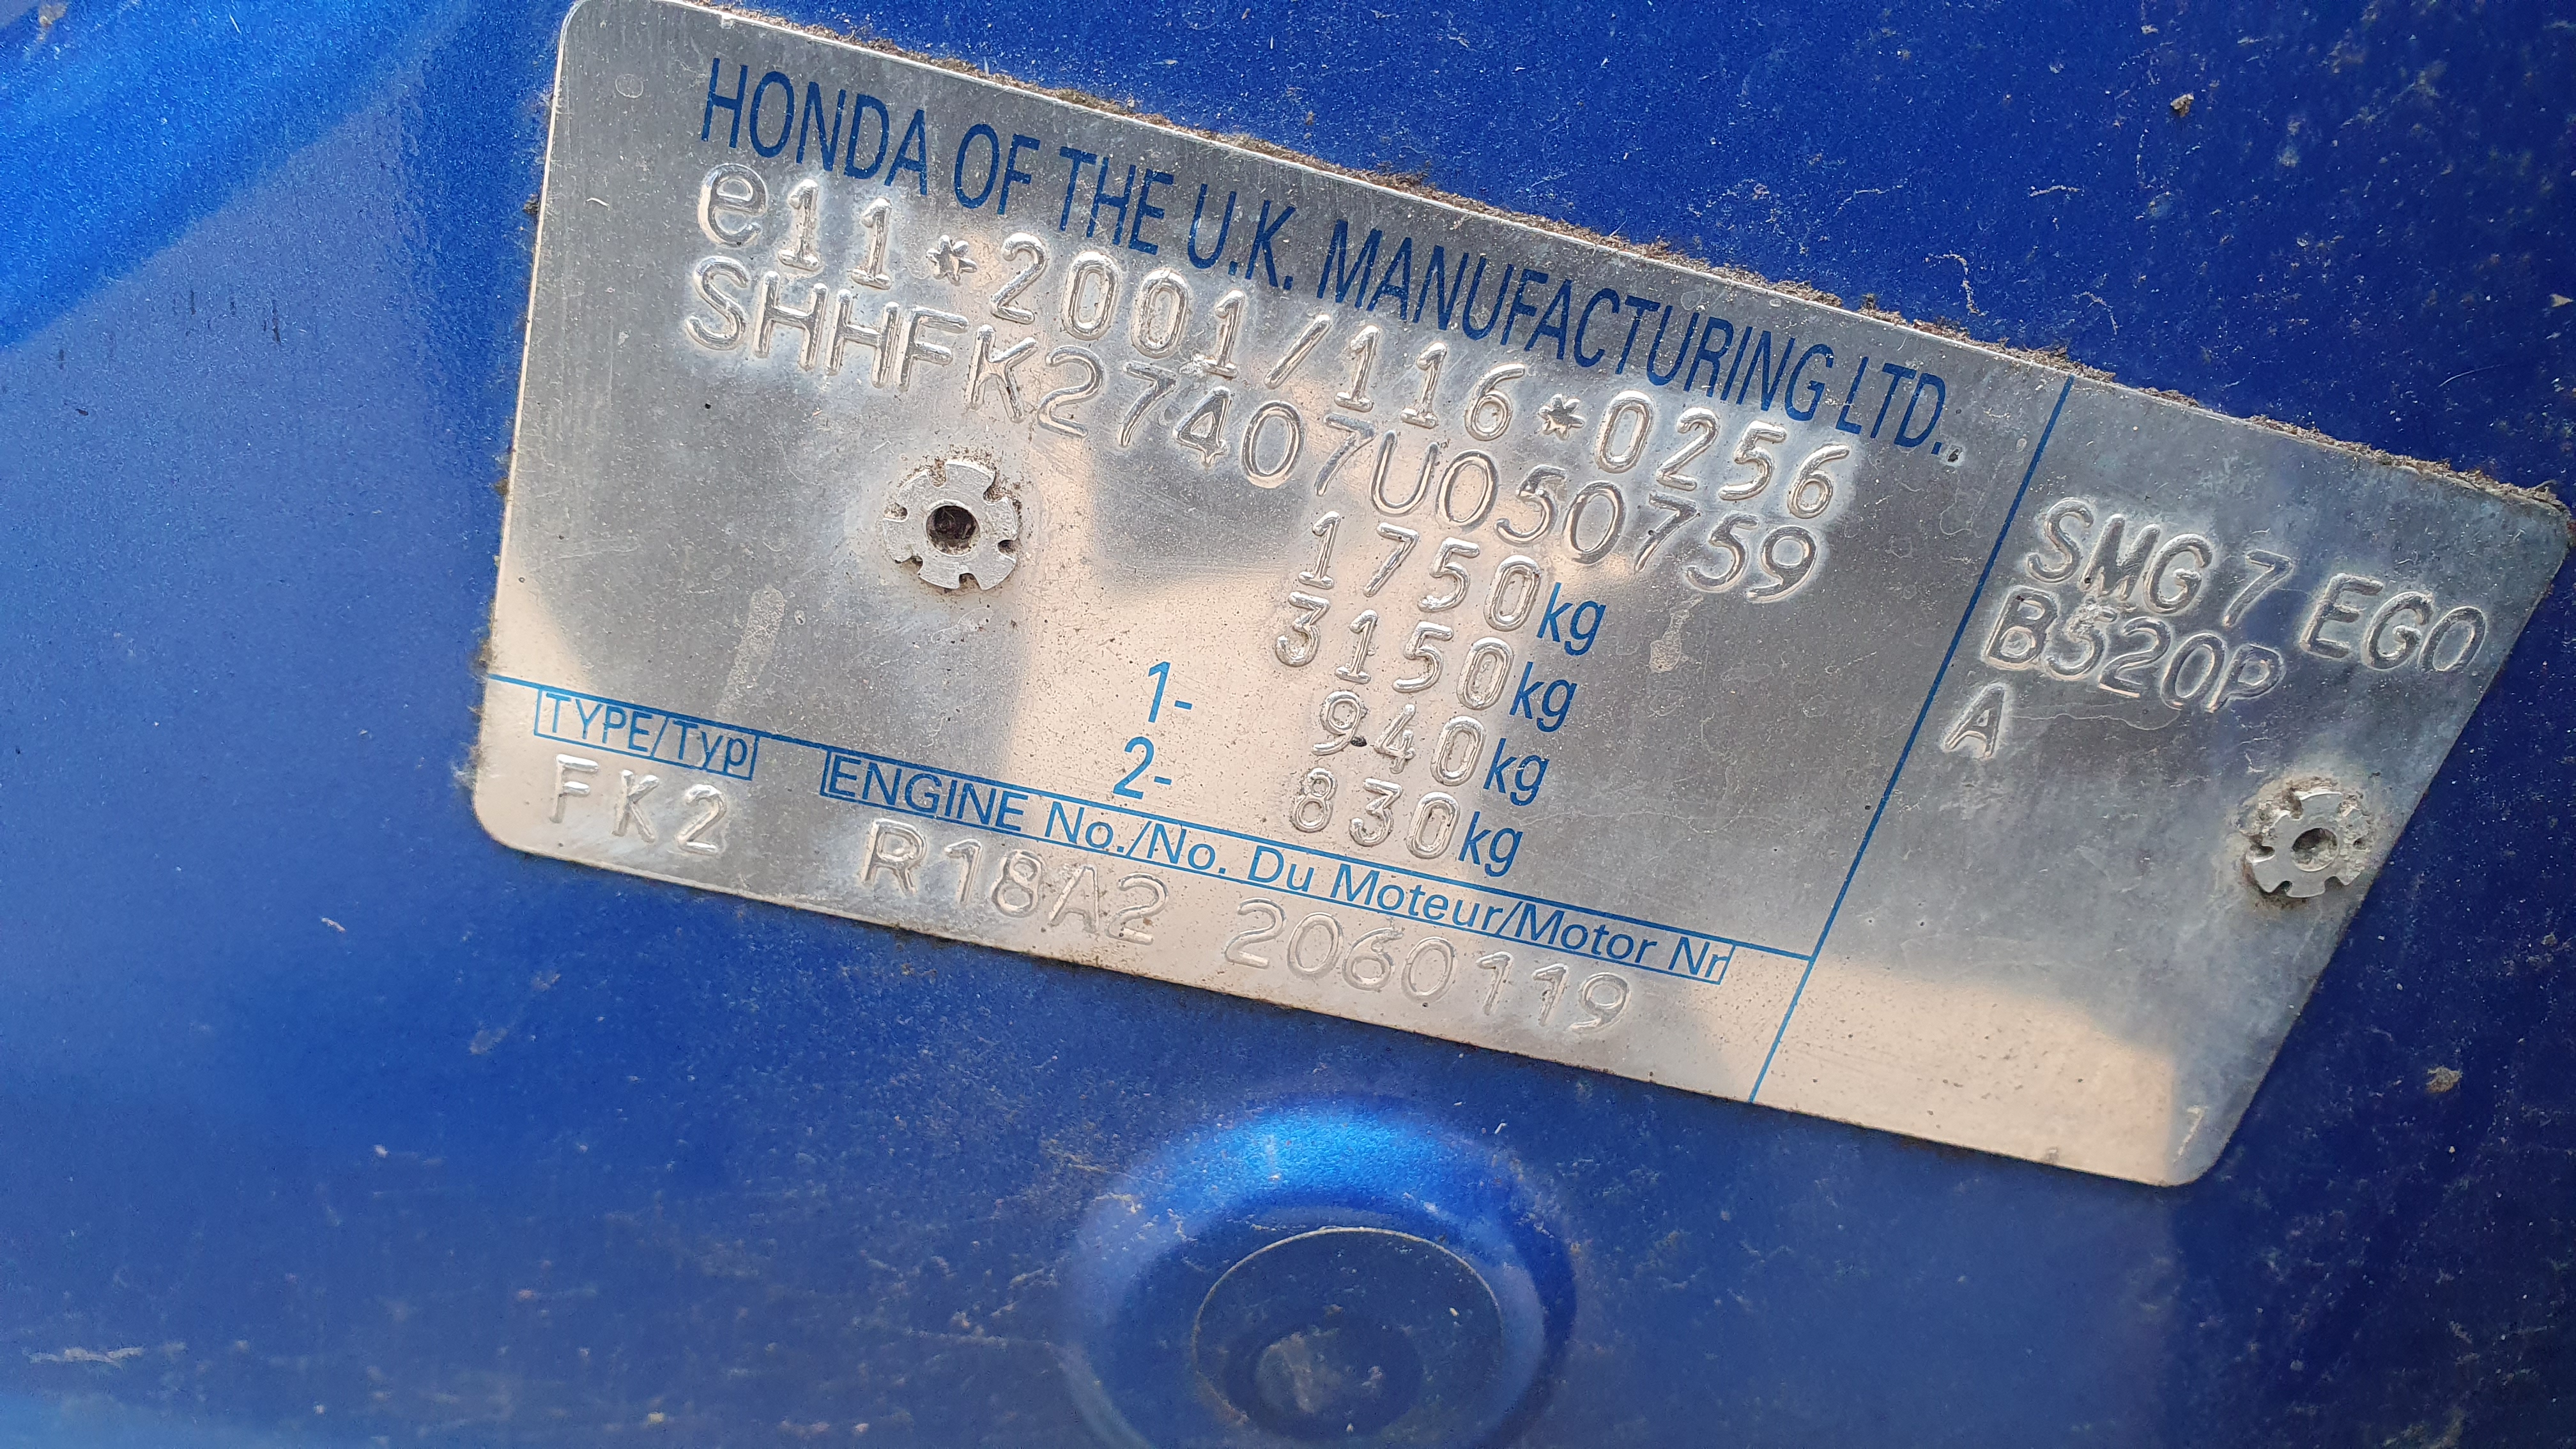 HONDA OF THE U.K. MANUFACTURING LTD.
e11*2001/116*0256
SHHFK27407U050759
1750kg
3150kg
1- 940kg
2- 830kg
TYPE/Typ ENGINE No./No. Du Moteur/Motor Nr
FK2 R18A2 2060119
SMG 7 EGO
B520P
A